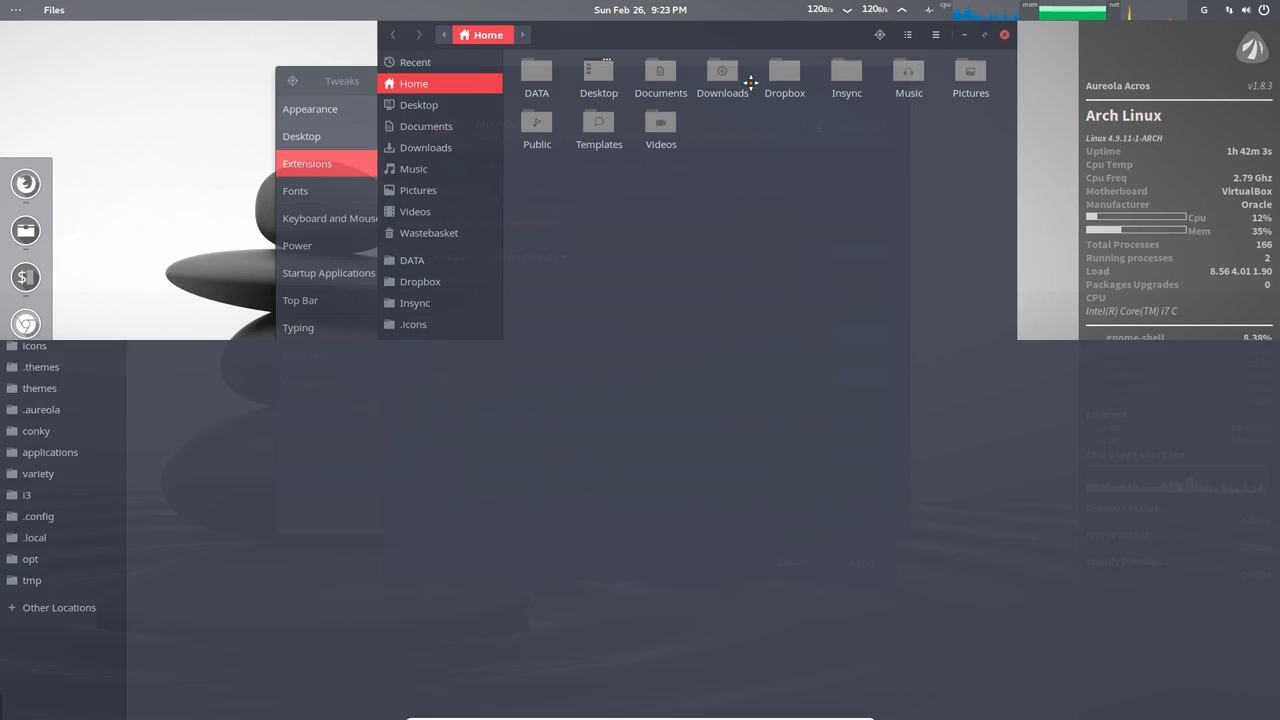 Files
Sun Feb 26, 9:23 PM
120B/s
120B/s
cpu
mem
net
G
Home
Tweaks
Appearance
Desktop
Extensions
Fonts
Keyboard and Mouse
Power
Startup Applications
Top Bar
Typing
Recent
Home
Desktop
Documents
Downloads
Music
Pictures
Videos
Wastebasket
DATA
Dropbox
Insync
.icons
DATA
Desktop
Documents
Downloads
Dropbox
Insync
Music
Pictures
Public
Templates
Videos
Aureola Acros v1.8.3
Arch Linux
Linux 4.9.11-1-ARCH
Uptime 1h 42m 3s
Cpu Temp
Cpu Freq 2.79 Ghz
Motherboard VirtualBox
Manufacturer Oracle
Cpu 12%
Mem 35%
Total Processes 166
Running processes 2
Load 8.56 4.01 1.90
Packages Upgrades 0
CPU
Intel(R) Core(TM) i7 C
gnome-shell 8.38%
icons
.themes
themes
.aureola
conky
applications
variety
i3
.config
.local
opt
tmp
+ Other Locations